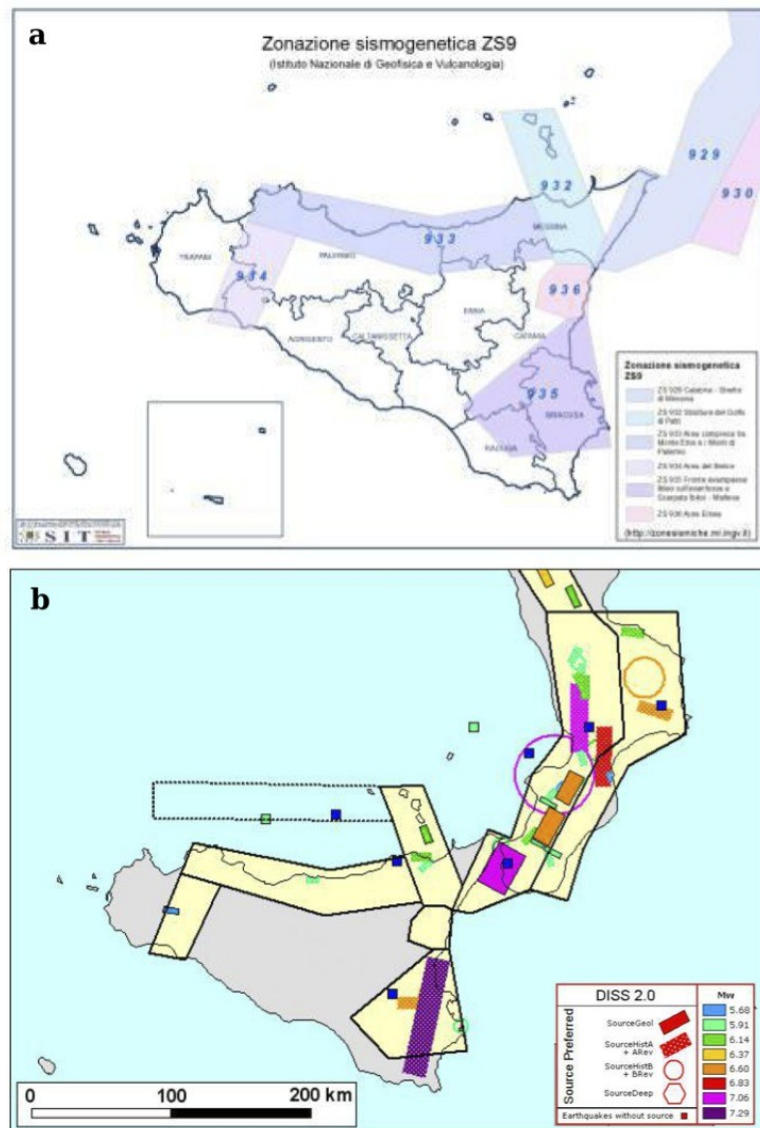 a
Zonazione sismogenetica ZS9
(Istituto Nazionale di Geofisica e Vulcanologia)
929
932
930
MESSINA
933
TRAPANI
PALERMO
934
936
ENNA
CATANIA
AGRIGENTO
CALTANISSETTA
935
SIRACUSA
RAGUSA
Zonazione sismogenetica
ZS9
ZS 929 Calabria - Stretto
di Messina
ZS 932 Strutture del Golfo
di Patti
ZS 934 Area del Belice
ZS 936 Area Etnea
(http://zonesismiche.mi.ingv.it)
SIT
b
DISS 2.0
Source Preferred
SourceGeol
SourceHistA
+ ARev
SourceHistB
+ BRev
SourceDeep
Earthquakes without source
Mw
5.68
5.91
6.14
6.37
6.60
6.83
7.06
7.29
0
100
200 km